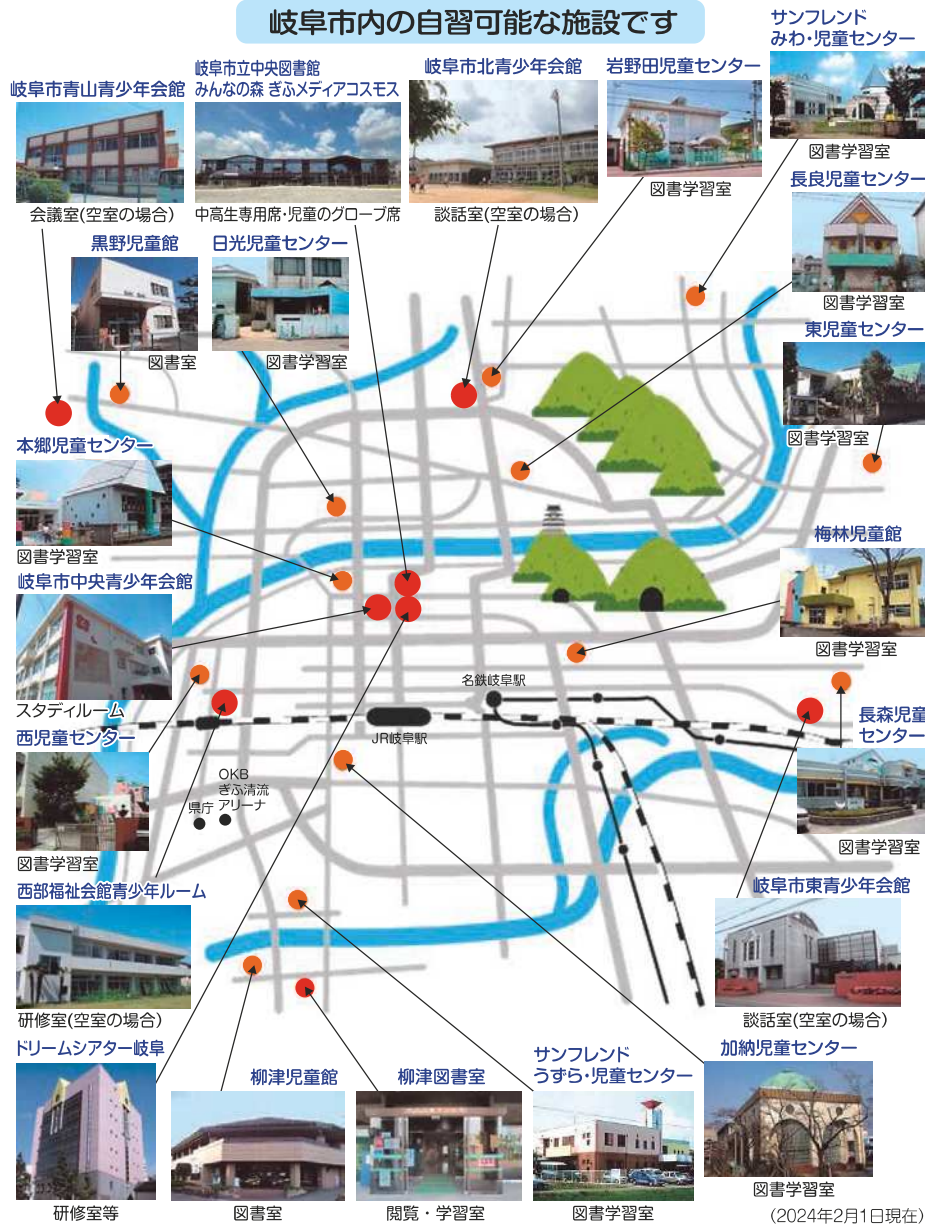 岐阜市内の自習可能な施設です
サンフレンド
みわ・児童センター
図書学習室
岐阜市青山青少年会館
会議室(空室の場合)
岐阜市立中央図書館
みんなの森 ぎふメディアコスモス
中高生専用席・児童のグローブ席
岐阜市北青少年会館
談話室(空室の場合)
岩野田児童センター
図書学習室
長良児童センター
図書学習室
黒野児童館
図書室
日光児童センター
図書学習室
東児童センター
図書学習室
本郷児童センター
図書学習室
梅林児童館
図書学習室
岐阜市中央青少年会館
スタディルーム
名鉄岐阜駅
JR岐阜駅
西児童センター
図書学習室
OKB
ぎふ清流
アリーナ
県庁
長森児童
センター
図書学習室
西部福祉会館青少年ルーム
研修室(空室の場合)
岐阜市東青少年会館
談話室(空室の場合)
ドリームシアター岐阜
研修室等
柳津児童館
図書室
柳津図書室
閲覧・学習室
サンフレンド
うずら・児童センター
図書学習室
加納児童センター
図書学習室
(2024年2月1日現在)